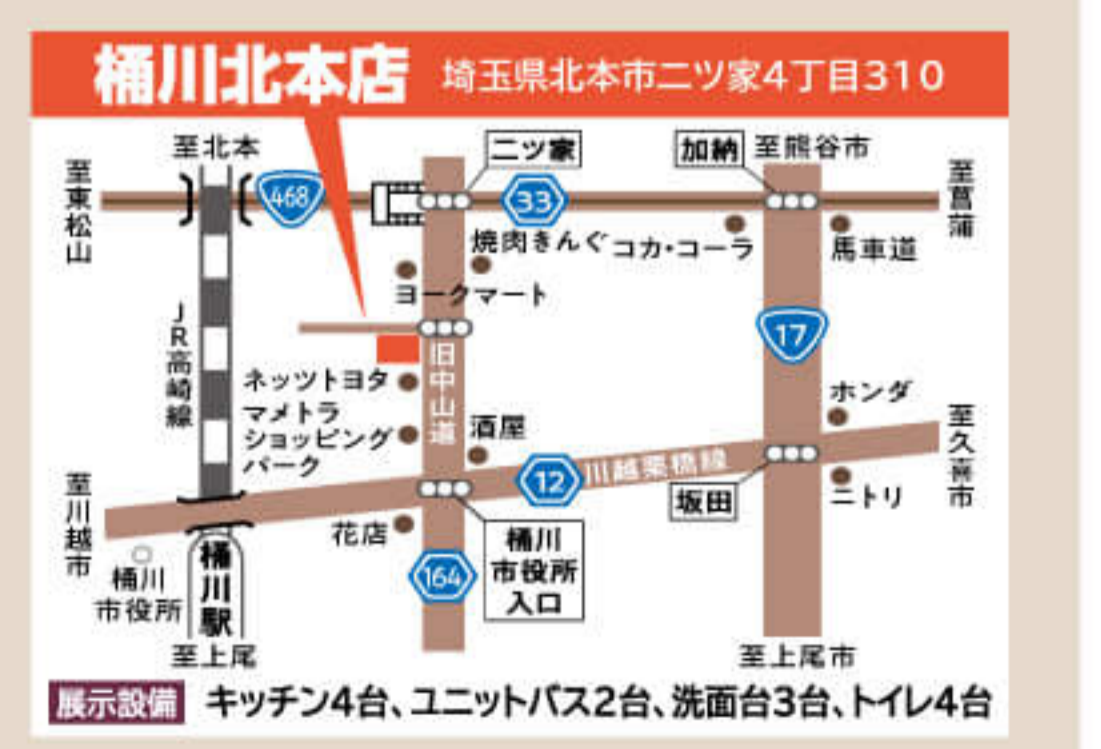 桶川北本店 埼玉県北本市二ツ家4丁目310
至北本
二ツ家
加納
至熊谷市
至東松山
468
33
至菖蒲
焼肉きんぐ
コカ・コーラ
馬車道
ヨークマート
JR高崎線
17
旧中山道
ネッツトヨタ
マメトラ
ショッピング
パーク
酒屋
ホンダ
至久喜市
12
川越栗橋線
坂田
ニトリ
至川越市
花店
桶川
市役所
入口
164
桶川
市役所
桶川駅
至上尾
至上尾市
展示設備 キッチン4台、ユニットバス2台、洗面台3台、トイレ4台